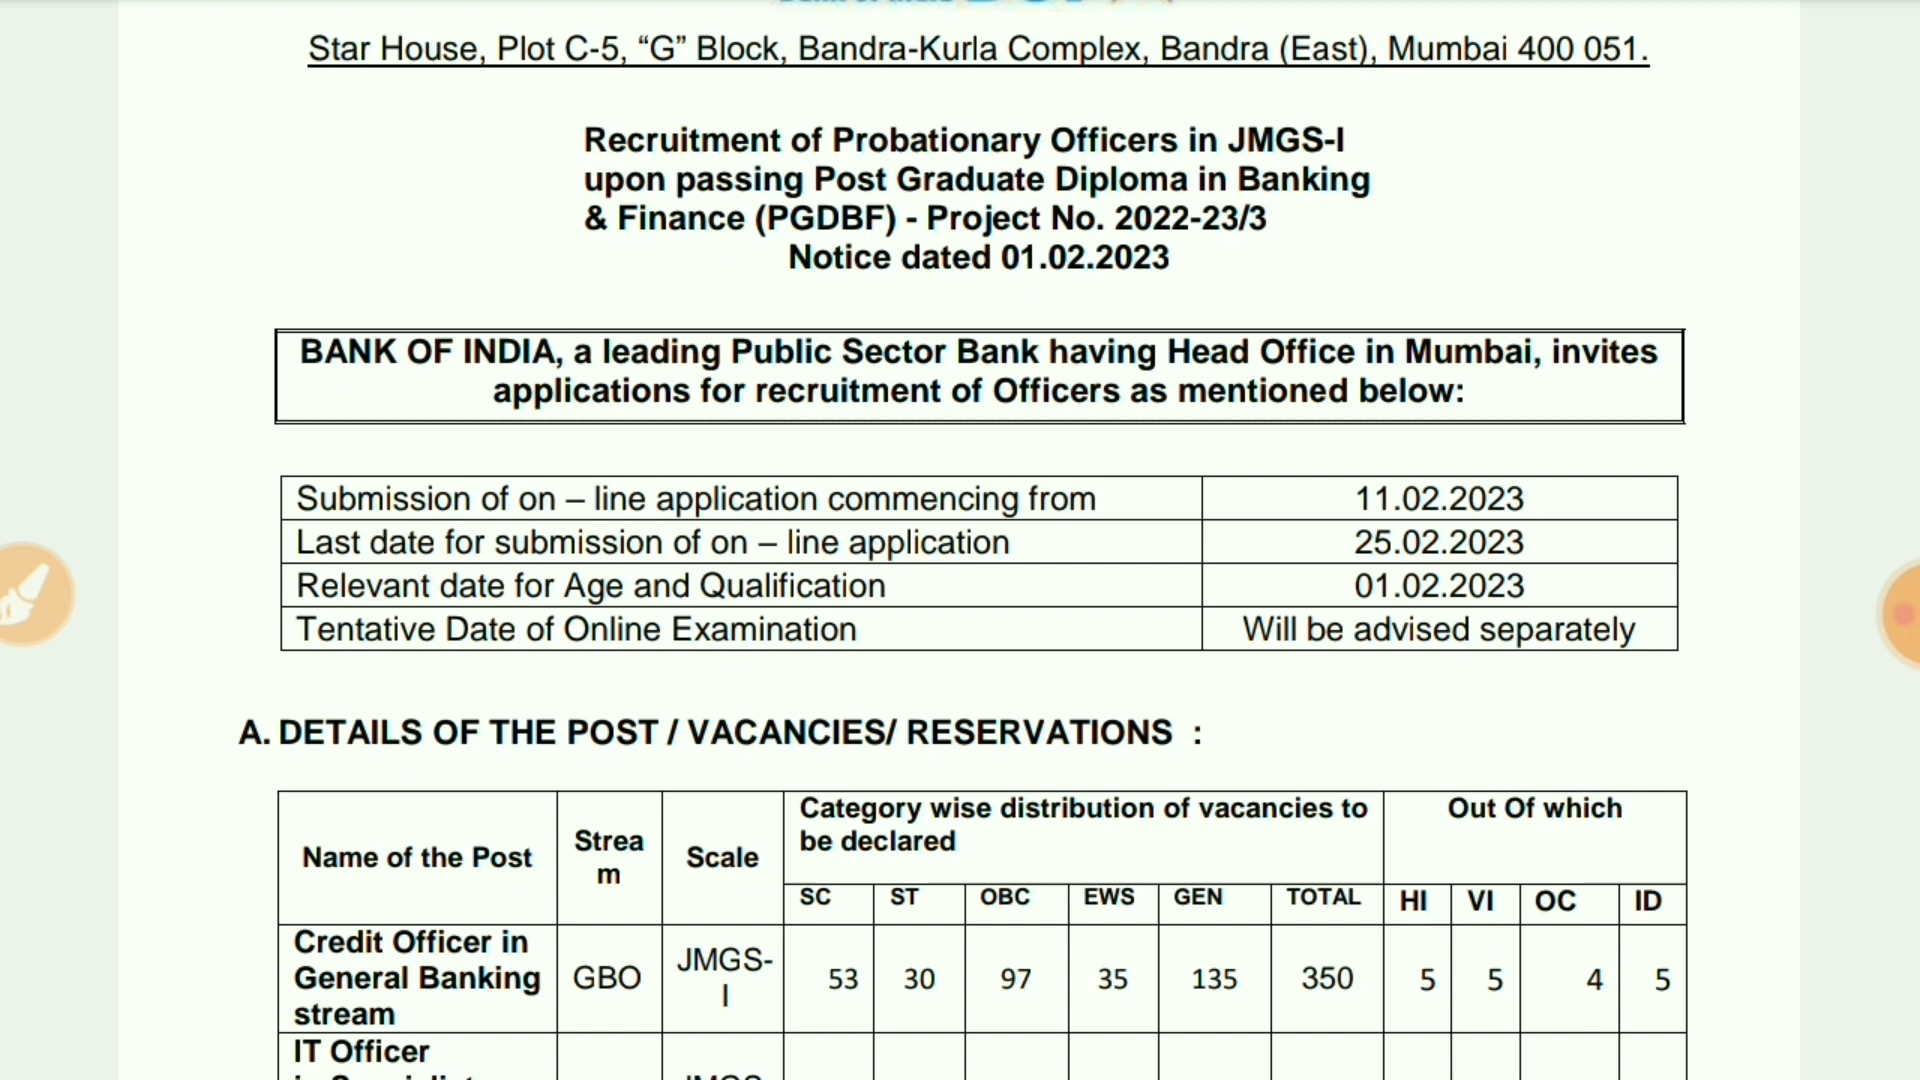 Star House, Plot C-5, “G” Block, Bandra-Kurla Complex, Bandra (East), Mumbai 400 051.
Recruitment of Probationary Officers in JMGS-I
upon passing Post Graduate Diploma in Banking
& Finance (PGDBF) - Project No. 2022-23/3
Notice dated 01.02.2023
BANK OF INDIA, a leading Public Sector Bank having Head Office in Mumbai, invites
applications for recruitment of Officers as mentioned below:
Submission of on – line application commencing from 11.02.2023
Last date for submission of on – line application 25.02.2023
Relevant date for Age and Qualification 01.02.2023
Tentative Date of Online Examination Will be advised separately
A. DETAILS OF THE POST / VACANCIES/ RESERVATIONS :
Name of the Post
Strea
m
Scale
Category wise distribution of vacancies to
be declared
Out Of which
SC ST OBC EWS GEN TOTAL HI VI OC ID
Credit Officer in
General Banking
stream
GBO
JMGS-
I
53 30 97 35 135 350 5 5 4 5
IT Officer